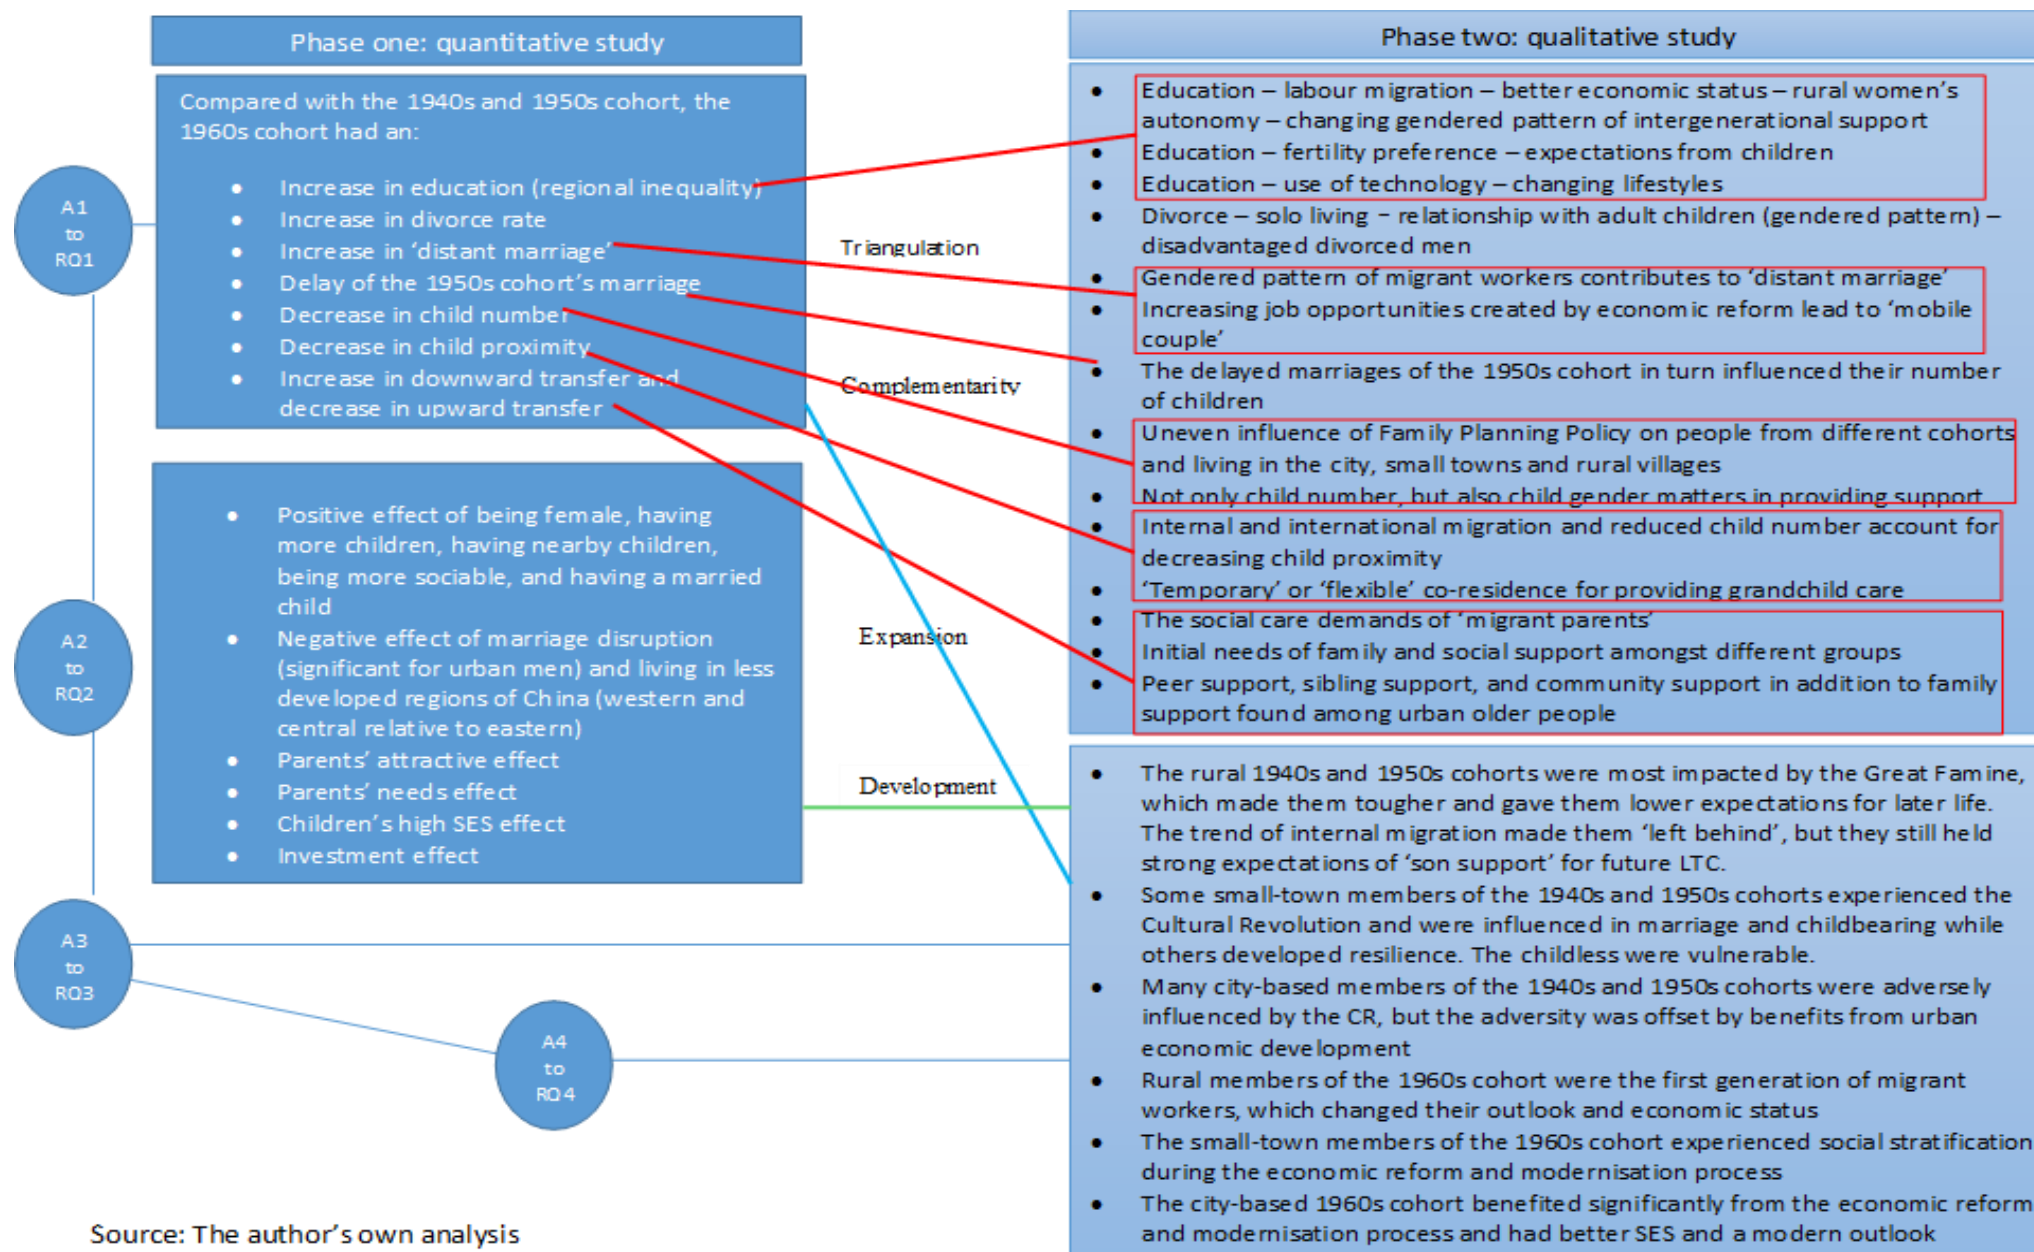 Phase one: quantitative study
Compared with the 1940s and 1950s cohort, the
1960s cohort had an:
• Increase in education (regional inequality)
• Increase in divorce rate
• Increase in ‘distant marriage’
• Delay of the 1950s cohort’s marriage
• Decrease in child number
• Decrease in child proximity
• Increase in downward transfer and
decrease in upward transfer
• Positive effect of being female, having
more children, having nearby children,
being more sociable, and having a married
child
• Negative effect of marriage disruption
(significant for urban men) and living in less
developed regions of China (western and
central relative to eastern)
• Parents’ attractive effect
• Parents’ needs effect
• Children’s high SES effect
• Investment effect
A1
to
RQ1
A2
to
RQ2
A3
to
RQ3
A4
to
RQ4
Triangulation
Complementarity
Expansion
Development
Phase two: qualitative study
• Education – labour migration – better economic status – rural women’s
autonomy – changing gendered pattern of intergenerational support
• Education – fertility preference – expectations from children
• Education – use of technology – changing lifestyles
• Divorce – solo living – relationship with adult children (gendered pattern) –
disadvantaged divorced men
• Gendered pattern of migrant workers contributes to ‘distant marriage’
• Increasing job opportunities created by economic reform lead to ‘mobile
couple’
• The delayed marriages of the 1950s cohort in turn influenced their number
of children
• Uneven influence of Family Planning Policy on people from different cohorts
and living in the city, small towns and rural villages
• Not only child number, but also child gender matters in providing support
• Internal and international migration and reduced child number account for
decreasing child proximity
• ‘Temporary’ or ‘flexible’ co-residence for providing grandchild care
• The social care demands of ‘migrant parents’
• Initial needs of family and social support amongst different groups
• Peer support, sibling support, and community support in addition to family
support found among urban older people
• The rural 1940s and 1950s cohorts were most impacted by the Great Famine,
which made them tougher and gave them lower expectations for later life.
The trend of internal migration made them ‘left behind’, but they still held
strong expectations of ‘son support’ for future LTC.
• Some small-town members of the 1940s and 1950s cohorts experienced the
Cultural Revolution and were influenced in marriage and childbearing while
others developed resilience. The childless were vulnerable.
• Many city-based members of the 1940s and 1950s cohorts were adversely
influenced by the CR, but the adversity was offset by benefits from urban
economic development
• Rural members of the 1960s cohort were the first generation of migrant
workers, which changed their outlook and economic status
• The small-town members of the 1960s cohort experienced social stratification
during the economic reform and modernisation process
• The city-based 1960s cohort benefited significantly from the economic reform
and modernisation process and had better SES and a modern outlook
Source: The author’s own analysis